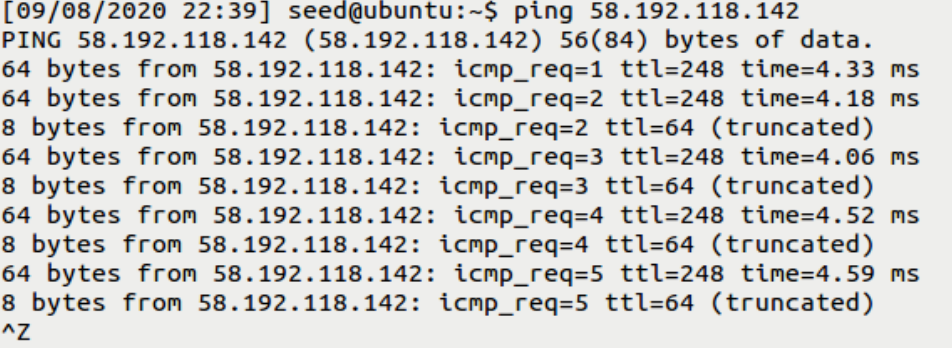 [09/08/2020 22:39] seed@ubuntu:~$ ping 58.192.118.142
PING 58.192.118.142 (58.192.118.142) 56(84) bytes of data.
64 bytes from 58.192.118.142: icmp_req=1 ttl=248 time=4.33 ms
64 bytes from 58.192.118.142: icmp_req=2 ttl=248 time=4.18 ms
8 bytes from 58.192.118.142: icmp_req=2 ttl=64 (truncated)
64 bytes from 58.192.118.142: icmp_req=3 ttl=248 time=4.06 ms
8 bytes from 58.192.118.142: icmp_req=3 ttl=64 (truncated)
64 bytes from 58.192.118.142: icmp_req=4 ttl=248 time=4.52 ms
8 bytes from 58.192.118.142: icmp_req=4 ttl=64 (truncated)
64 bytes from 58.192.118.142: icmp_req=5 ttl=248 time=4.59 ms
8 bytes from 58.192.118.142: icmp_req=5 ttl=64 (truncated)
^Z